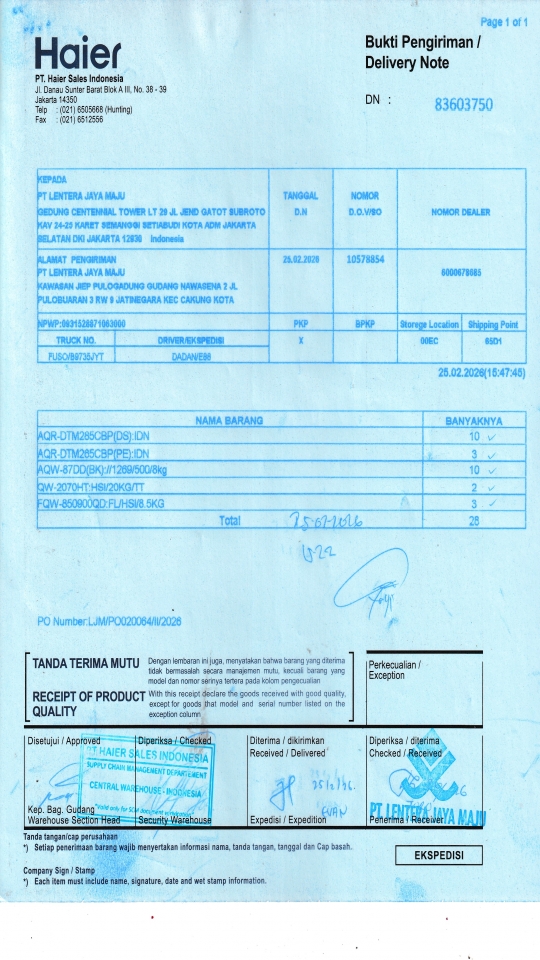 Page 1 of 1
Haier
Bukti Pengiriman /
Delivery Note
PT. Haier Sales Indonesia
Jl. Danau Sunter Barat Blok A III, No. 38 - 39
Jakarta 14350
Telp : (021) 6505668 (Hunting)
Fax : (021) 6512556
DN : 83603750
KEPADA
PT LENTERA JAYA MAJU
GEDUNG CENTENNIAL TOWER LT 29 JL JEND GATOT SUBROTO
KAV 24-25 KARET SEMANGGI SETIABUDI KOTA ADM JAKARTA
SELATAN DKI JAKARTA 12930 Indonesia
TANGGAL
D.N
NOMOR
D.O.V/SO
NOMOR DEALER
ALAMAT PENGIRIMAN
PT LENTERA JAYA MAJU
KAWASAN JIEP PULOGADUNG GUDANG NAWASENA 2 JL
PULOBUARAN 3 RW 9 JATINEGARA KEC CAKUNG KOTA
25.02.2026
10578854
6000678685
NPWP:0931528871063000
PKP
BPKP
Storege Location
Shipping Point
TRUCK NO.
DRIVER/EKSPEDISI
X
00EC
65D1
FUSO/B9735JYT
DADAN/E98
25.02.2026(15:47:45)
NAMA BARANG BANYAKNYA
AQR-DTM285CBP(DS):IDN 10
AQR-DTM265CBP(PE):IDN 3
AQW-87DD(BK)://1269/500/8kg 10
QW-2070HT:HSI/20KG/TT 2
FQW-850900QD:FL/HSI/8.5KG 3
Total 28
PO Number:LJM/PO020064/II/2026
TANDA TERIMA MUTU
Dengan lembaran ini juga, menyatakan bahwa barang yang diterima
tidak bermasalah secara manajemen mutu, kecuali barang yang
model dan nomor serinya tertera pada kolom pengacualian
RECEIPT OF PRODUCT
QUALITY
With this receipt declare the goods received with good quality,
except for goods that model and serial number listed on the
exception column
Perkecualian /
Exception
Disetujui / Approved
Diperiksa / Checked
Diterima / dikirimkan
Received / Delivered
Diperiksa / diterima
Checked / Received
PT HAIER SALES INDONESIA
SUPPLY CHAIN MANAGEMENT DEPARTEMENT
CENTRAL WAREHOUSE - INDONESIA
Kep. Bag. Gudang
Warehouse Section Head
Security Warehouse
Expedisi / Expedition
PT LENTERA JAYA MAJU
Penerima / Receiver
Tanda tangan/cap perusahaan
*) Setiap penerimaan barang wajib menyertakan informasi nama, tanda tangan, tanggal dan Cap basah.
EKSPEDISI
Company Sign / Stamp
*) Each item must include name, signature, date and wet stamp information.